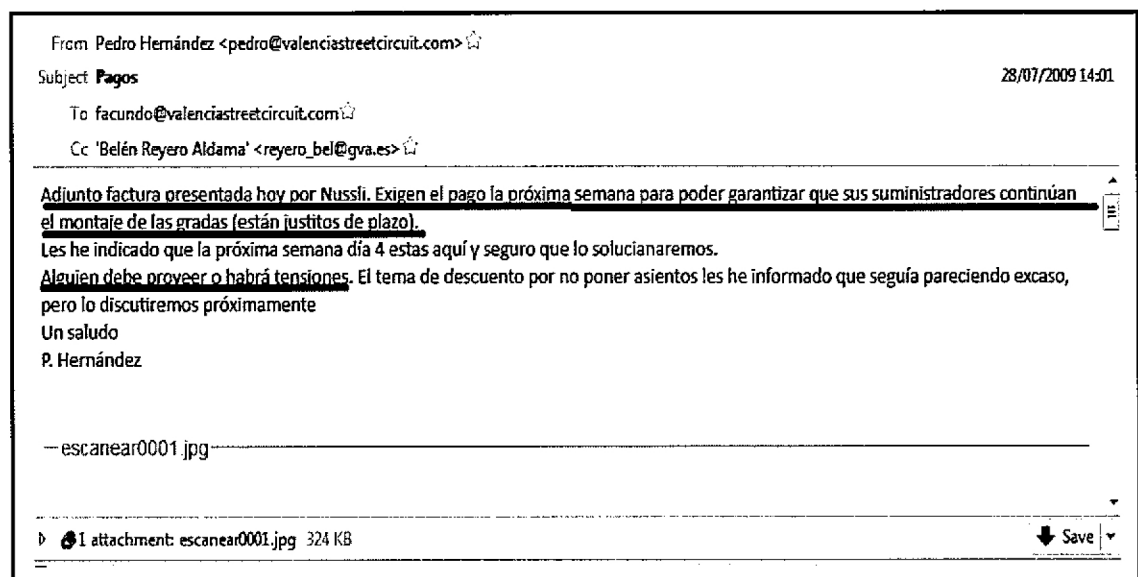 From Pedro Hernández <pedro@valenciastreetcircuit.com>
Subject Pagos 28/07/2009 14:01
To facundo@valenciastreetcircuit.com
Cc 'Belén Reyero Aldama' <reyero_bel@gva.es>
Adjunto factura presentada hoy por Nussli. Exigen el pago la próxima semana para poder garantizar que sus suministradores continúan
el montaje de las gradas (están justitos de plazo).
Les he indicado que la próxima semana día 4 estas aquí y seguro que lo solucianaremos.
Alguien debe proveer o habrá tensiones. El tema de descuento por no poner asientos les he informado que seguía pareciendo excaso,
pero lo discutiremos próximamente
Un saludo
P. Hernández
escanear0001.jpg
1 attachment: escanear0001.jpg 324 KB Save